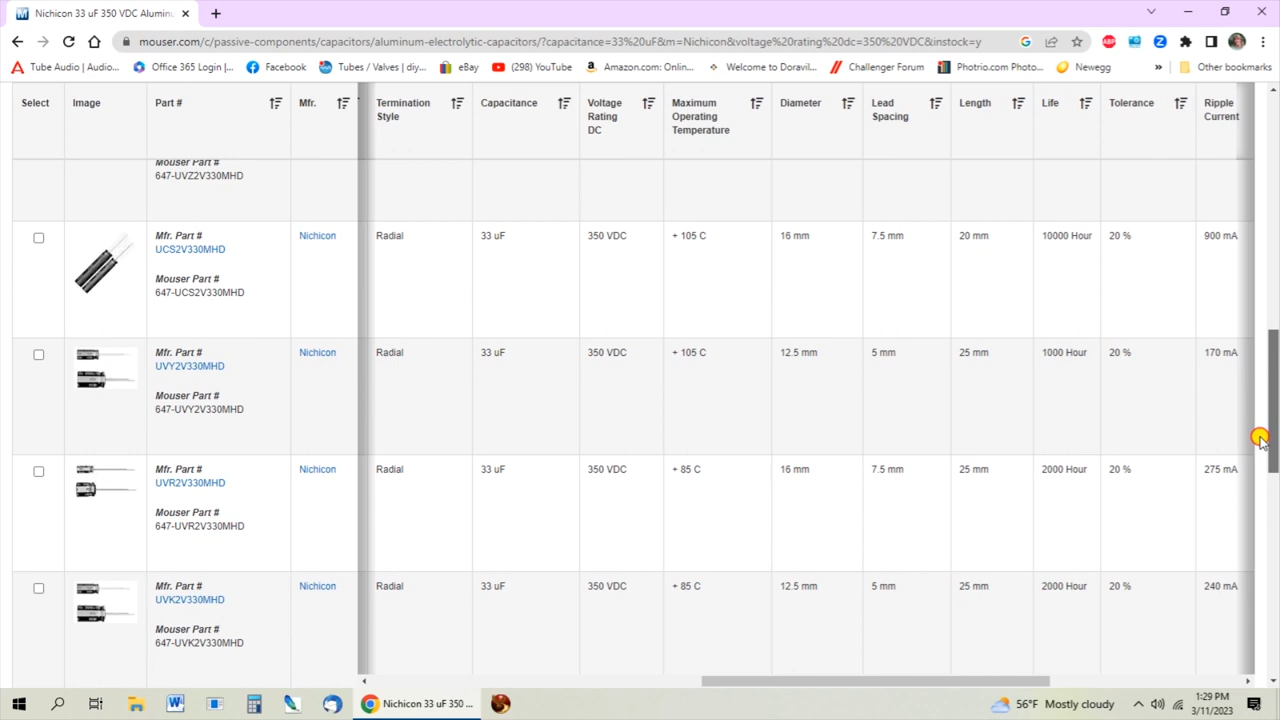 Nichicon 33 uF 350 VDC Aluminu
mouser.com/c/passive-components/capacitors/aluminum-electrolytic-capacitors/?capacitance=33%20uF&m=Nichicon&voltage%20rating%20dc=350%20VDC&instock=y
Tube Audio | Audio... Office 365 Login |... Facebook Tubes / Valves | diy... eBay (298) YouTube Amazon.com: Onlin... Welcome to Doravil... Challenger Forum Photrio.com Photo... Newegg » Other bookmarks
Select Image Part # Mfr. Termination Style Capacitance Voltage Rating DC Maximum Operating Temperature Diameter Lead Spacing Length Life Tolerance Ripple Current
Mouser Part #
647-UVZ2V330MHD
Mfr. Part # Nichicon Radial 33 uF 350 VDC + 105 C 16 mm 7.5 mm 20 mm 10000 Hour 20 % 900 mA
UCS2V330MHD
Mouser Part #
647-UCS2V330MHD
Mfr. Part # Nichicon Radial 33 uF 350 VDC + 105 C 12.5 mm 5 mm 25 mm 1000 Hour 20 % 170 mA
UVY2V330MHD
Mouser Part #
647-UVY2V330MHD
Mfr. Part # Nichicon Radial 33 uF 350 VDC + 85 C 16 mm 7.5 mm 25 mm 2000 Hour 20 % 275 mA
UVR2V330MHD
Mouser Part #
647-UVR2V330MHD
Mfr. Part # Nichicon Radial 33 uF 350 VDC + 85 C 12.5 mm 5 mm 25 mm 2000 Hour 20 % 240 mA
UVK2V330MHD
Mouser Part #
647-UVK2V330MHD
Nichicon 33 uF 350 ... 56°F Mostly cloudy 1:29 PM
3/11/2023